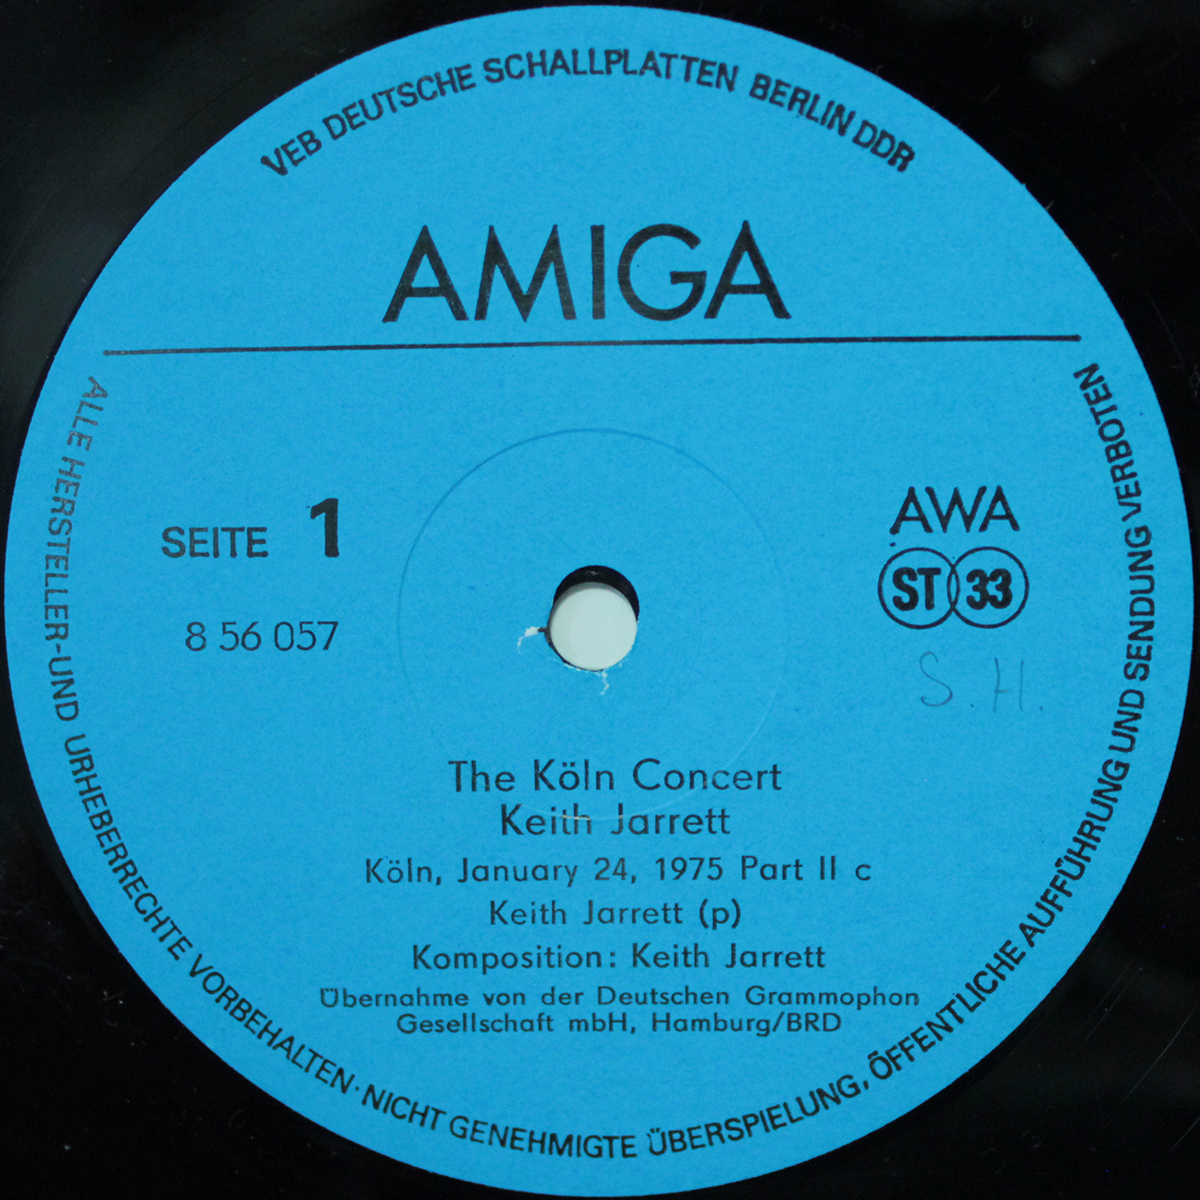 VEB DEUTSCHE SCHALLPLATTEN BERLIN DDR
AMIGA
SEITE 1
8 56 057
AWA
ST 33
S. H.
The Köln Concert
Keith Jarrett
Köln, January 24, 1975 Part II c
Keith Jarrett (p)
Komposition: Keith Jarrett
Übernahme von der Deutschen Grammophon
Gesellschaft mbH, Hamburg/BRD
ALLE HERSTELLER-UND URHEBERRECHTE VORBEHALTEN · NICHT GENEHMIGTE ÜBERSPIELUNG, ÖFFENTLICHE AUFFÜHRUNG UND SENDUNG VERBOTEN